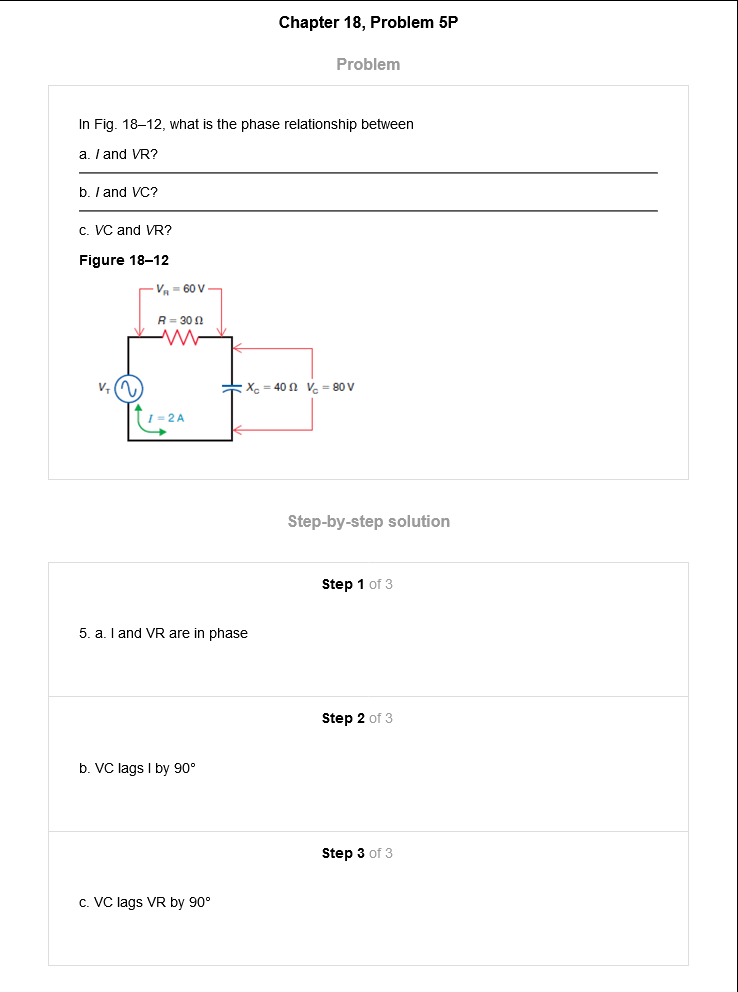 Chapter 18, Problem 5P
Problem
In Fig. 18–12, what is the phase relationship between
a. I and VR?
b. I and VC?
c. VC and VR?
Figure 18–12
V_R = 60 V
R = 30 Ω
V_T
X_C = 40 Ω V_C = 80 V
I = 2 A
Step-by-step solution
Step 1 of 3
5. a. I and VR are in phase
Step 2 of 3
b. VC lags I by 90°
Step 3 of 3
c. VC lags VR by 90°